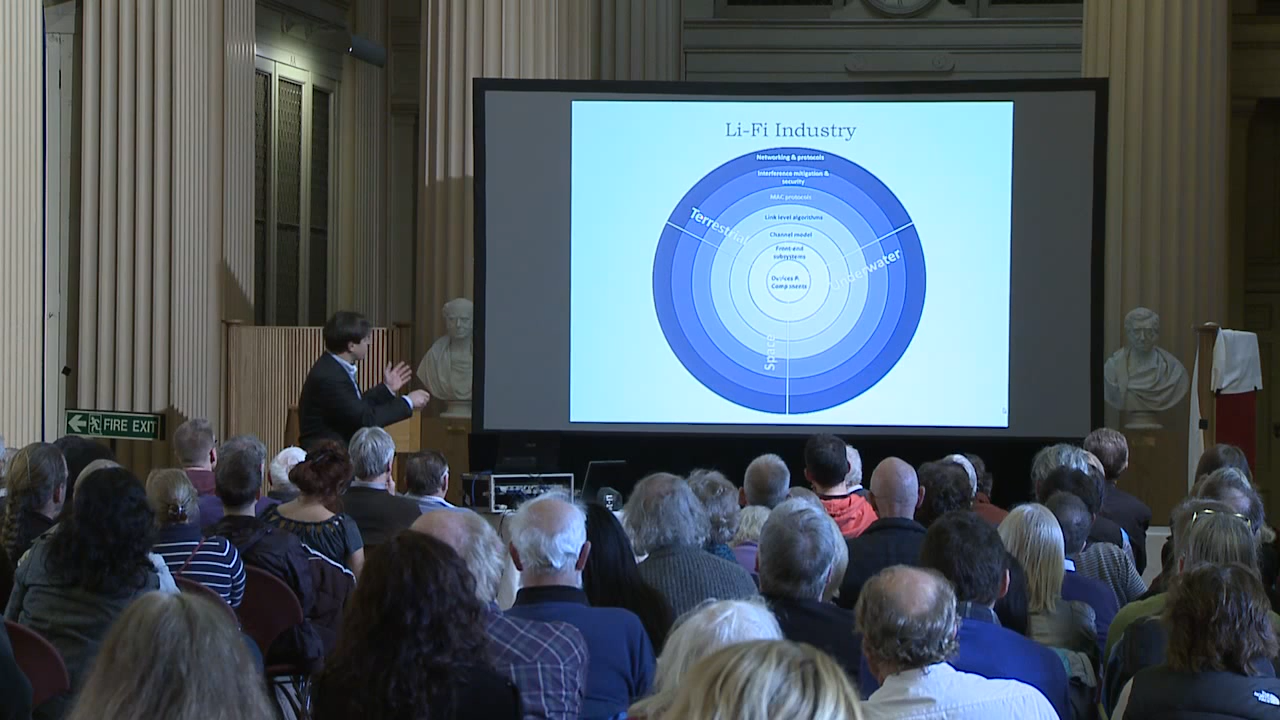 Li-Fi Industry
Networking & protocols
Interference mitigation &
security
MAC protocols
Link level algorithms
Channel model
Front-end
subsystems
Devices &
Components
Terrestrial
Underwater
Space
FIRE EXIT